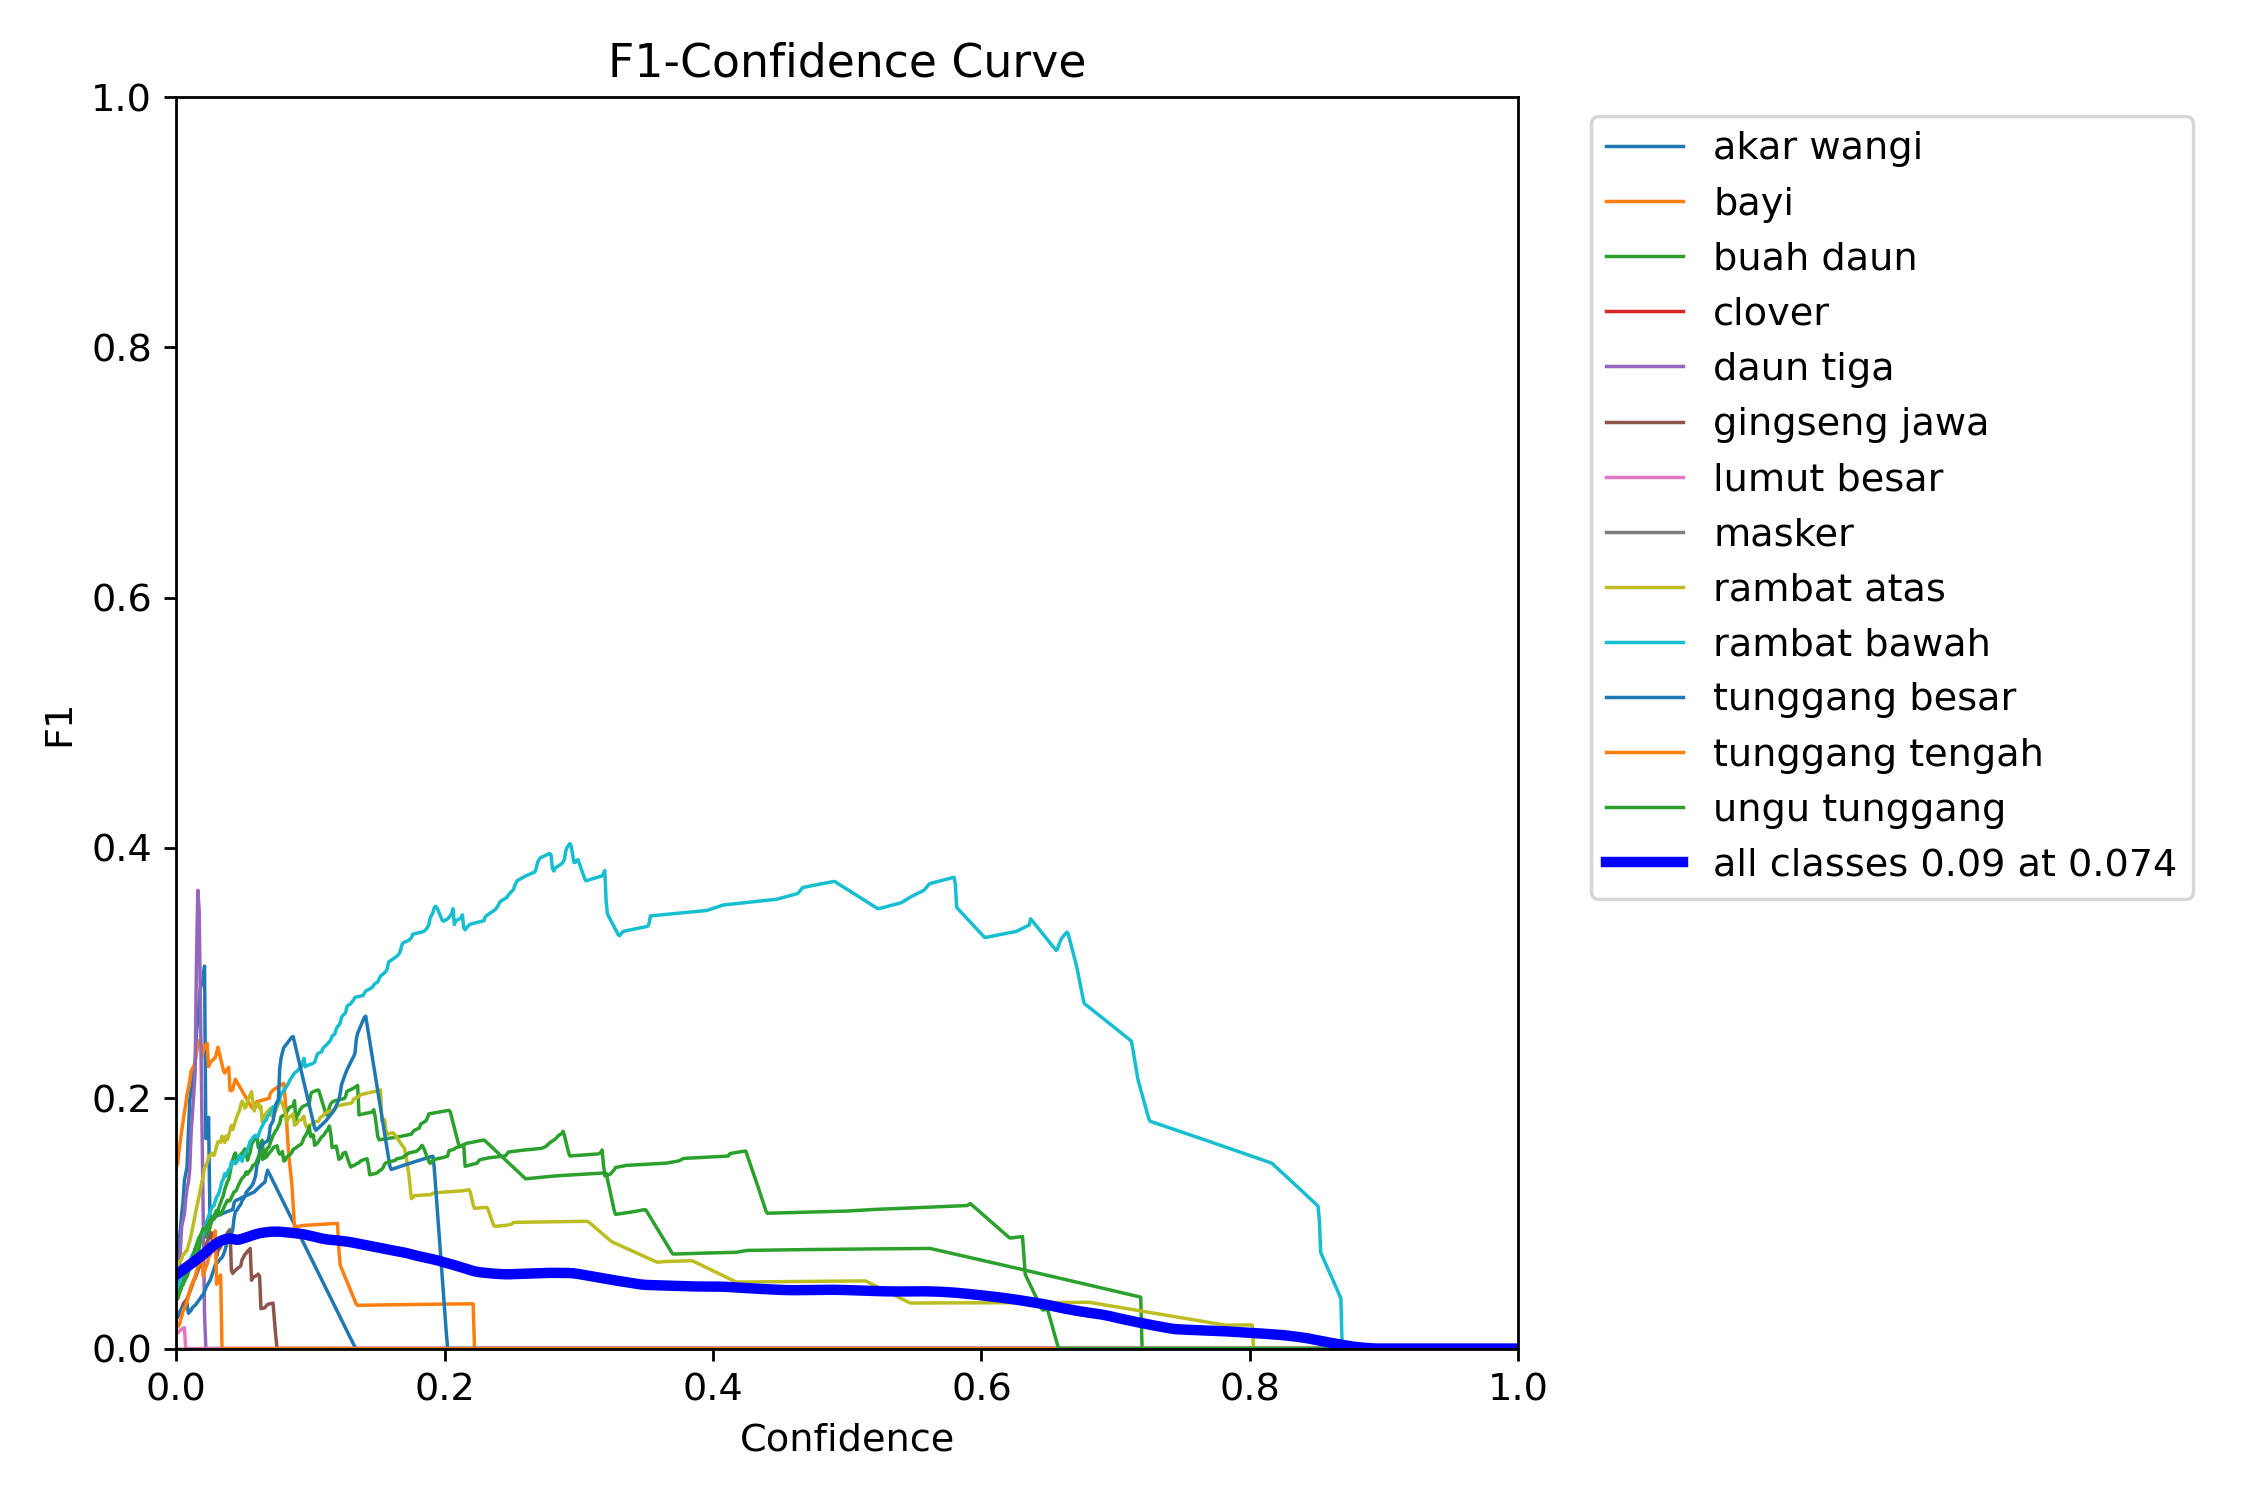 F1-Confidence Curve
1.0
0.8
0.6
0.4
0.2
0.0
F1
0.0 0.2 0.4 0.6 0.8 1.0
Confidence
akar wangi
bayi
buah daun
clover
daun tiga
gingseng jawa
lumut besar
masker
rambat atas
rambat bawah
tunggang besar
tunggang tengah
ungu tunggang
all classes 0.09 at 0.074